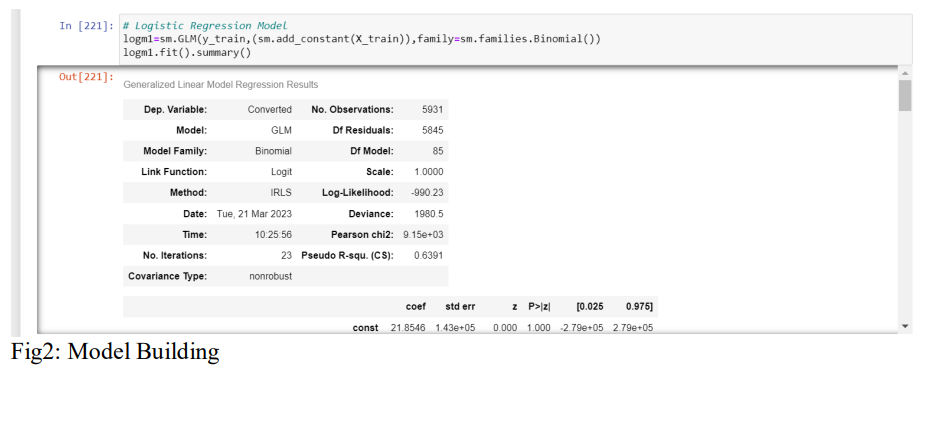 In [221]: # Logistic Regression Model
logm1=sm.GLM(y_train,(sm.add_constant(X_train)),family=sm.families.Binomial())
logm1.fit().summary()
Out[221]:
Generalized Linear Model Regression Results
Dep. Variable: Converted No. Observations: 5931
Model: GLM Df Residuals: 5845
Model Family: Binomial Df Model: 85
Link Function: Logit Scale: 1.0000
Method: IRLS Log-Likelihood: -990.23
Date: Tue, 21 Mar 2023 Deviance: 1980.5
Time: 10:25:56 Pearson chi2: 9.15e+03
No. Iterations: 23 Pseudo R-squ. (CS): 0.6391
Covariance Type: nonrobust
coef std err z P>|z| [0.025 0.975]
const 21.8546 1.43e+05 0.000 1.000 -2.79e+05 2.79e+05
Fig2: Model Building